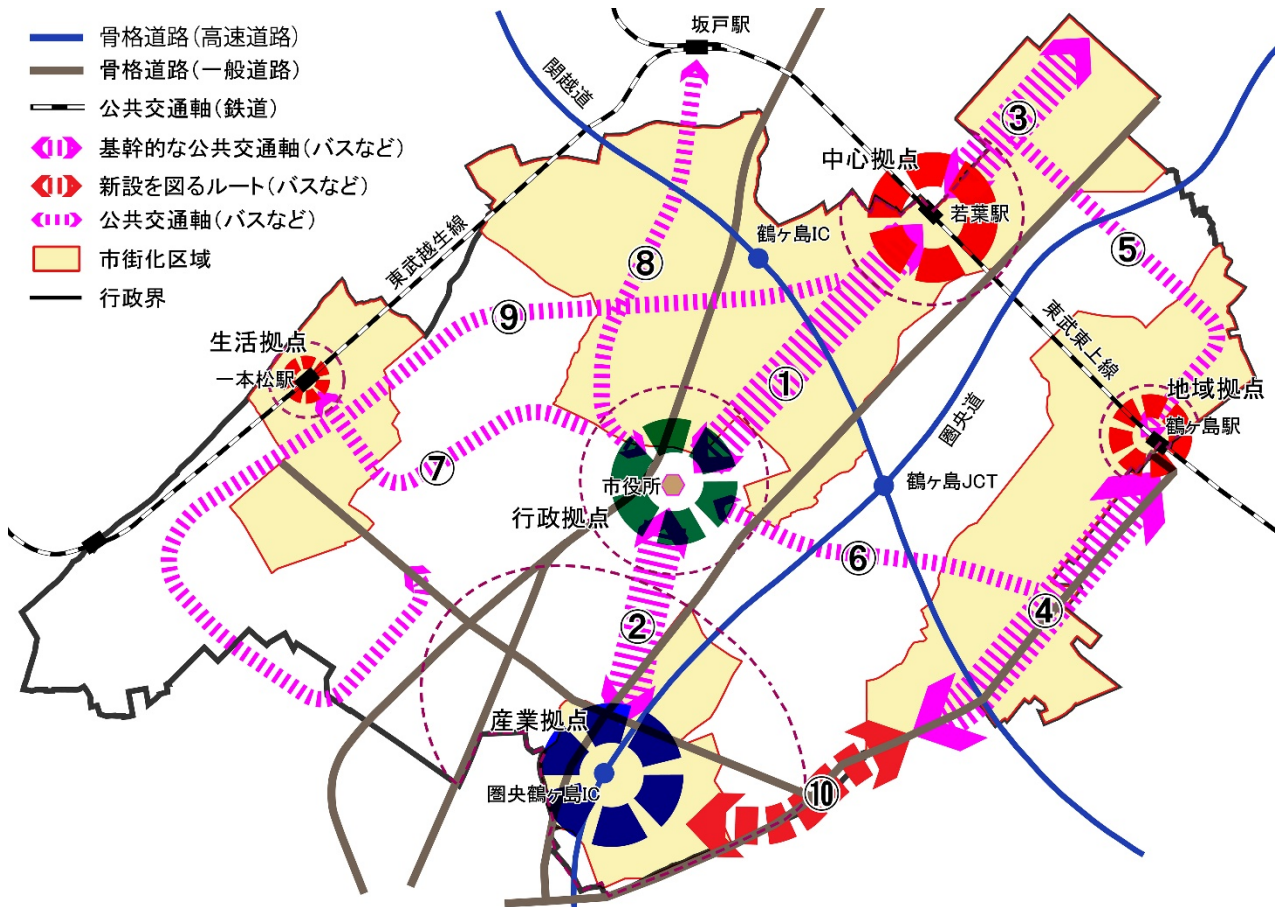 骨格道路(高速道路)
骨格道路(一般道路)
公共交通軸(鉄道)
基幹的な公共交通軸(バスなど)
新設を図るルート(バスなど)
公共交通軸(バスなど)
市街化区域
行政界
坂戸駅
関越道
③
中心拠点
若葉駅
鶴ヶ島IC
⑤
東武越生線
⑧
⑨
生活拠点
一本松駅
①
東武東上線
圏央道
地域拠点
鶴ヶ島駅
⑦
市役所
鶴ヶ島JCT
行政拠点
⑥
②
④
産業拠点
圏央鶴ヶ島IC
⑩